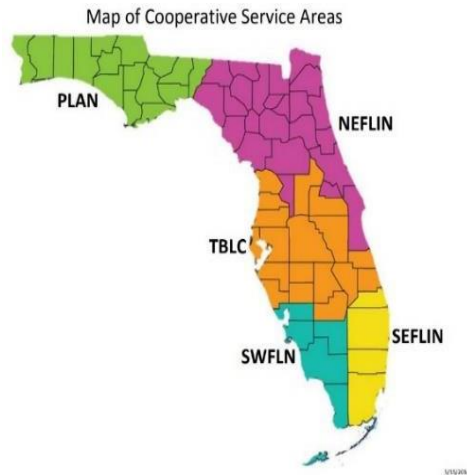 Map of Cooperative Service Areas
PLAN
NEFLIN
TBLC
SEFLIN
SWFLN